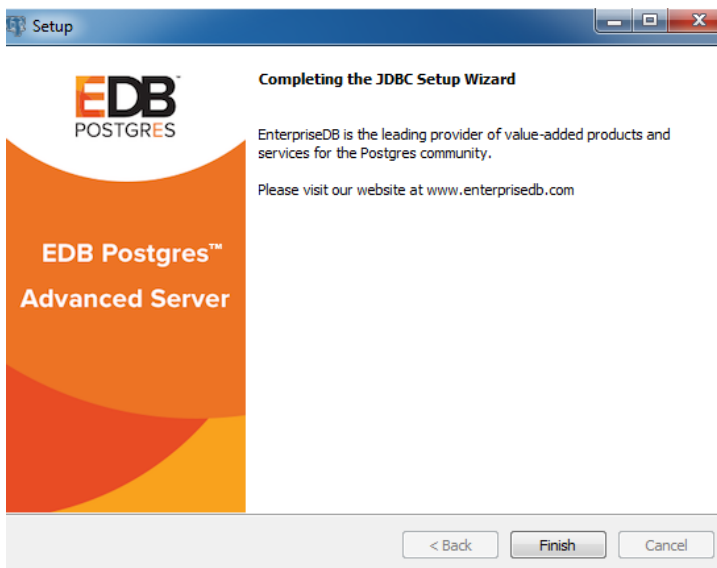 Setup
EDB
POSTGRES
EDB Postgres™
Advanced Server
Completing the JDBC Setup Wizard
EnterpriseDB is the leading provider of value-added products and
services for the Postgres community.
Please visit our website at www.enterprisedb.com
< Back
Finish
Cancel